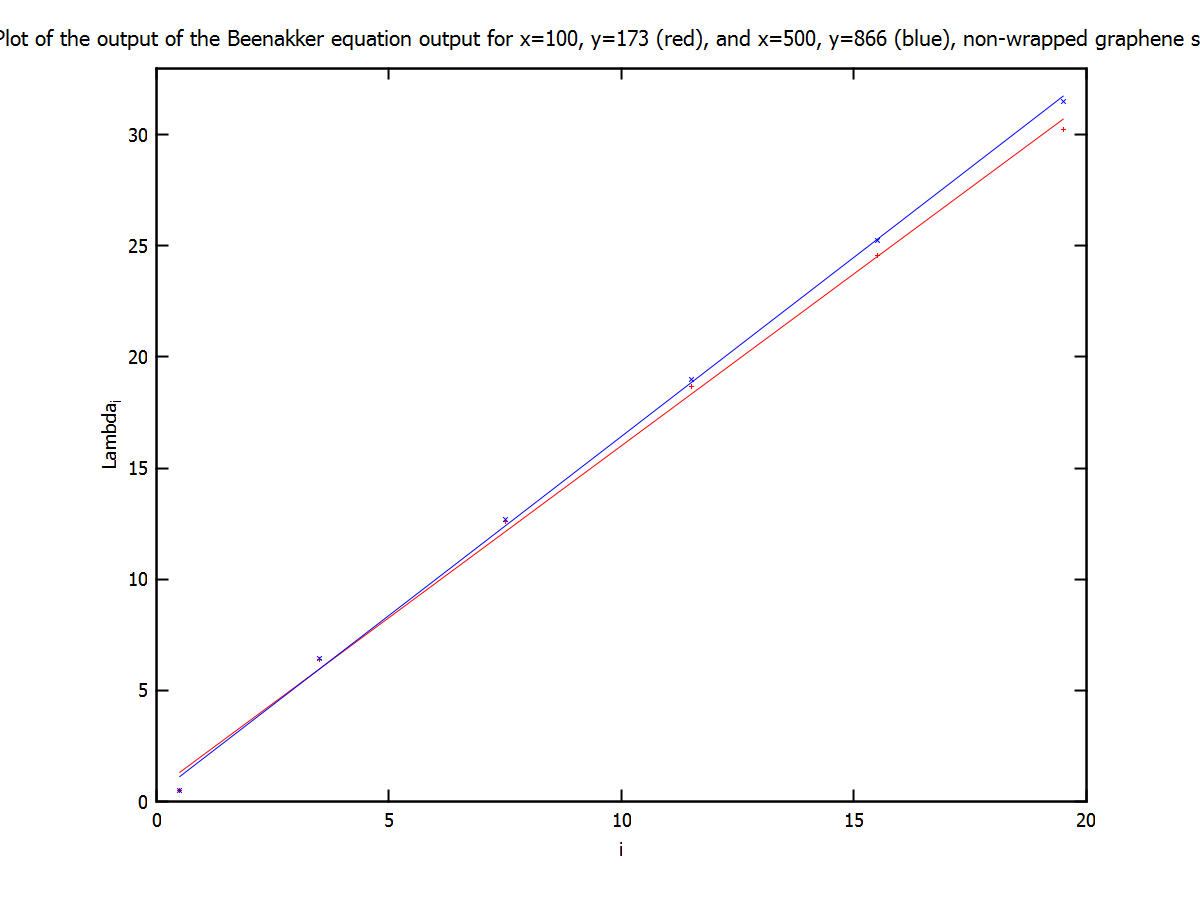 Plot of the output of the Beenakker equation output for x=100, y=173 (red), and x=500, y=866 (blue), non-wrapped graphene s
30
25
20
15
10
5
0
Lambdai
0 5 10 15 20
i